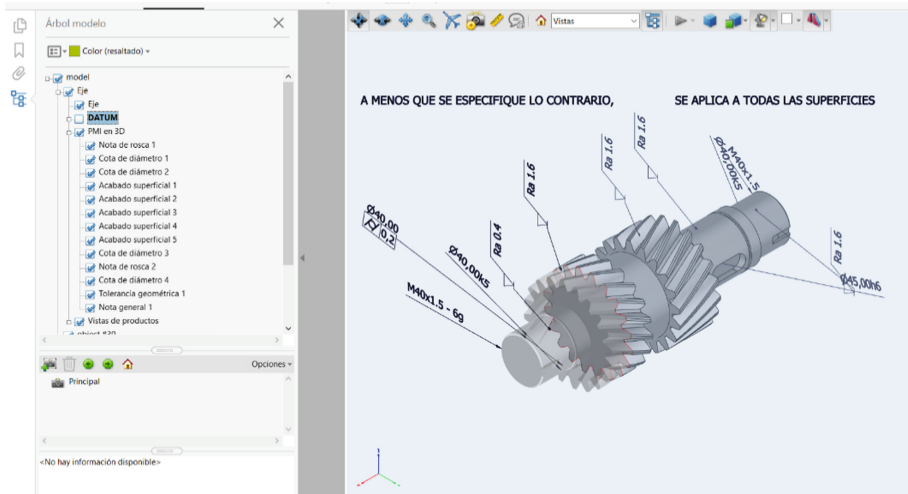 Árbol modelo
Vistas
Color (resaltado)
model
Eje
Eje
DATUM
PMI en 3D
Nota de rosca 1
Cota de diámetro 1
Cota de diámetro 2
Acabado superficial 1
Acabado superficial 2
Acabado superficial 3
Acabado superficial 4
Acabado superficial 5
Cota de diámetro 3
Nota de rosca 2
Cota de diámetro 4
Tolerancia geométrica 1
Nota general 1
Vistas de productos
object #20
Opciones
Principal
<No hay información disponible>
A MENOS QUE SE ESPECIFIQUE LO CONTRARIO, SE APLICA A TODAS LAS SUPERFICIES
Ra 1.6
Ra 1.6
Ra 1.6
M40x1.5
Ø40,00k5
Ø40,00
0,2
Ra 0.4
Ø40,00k5
M40x1.5 - 6g
Ra 1.6
Ø45,00h6